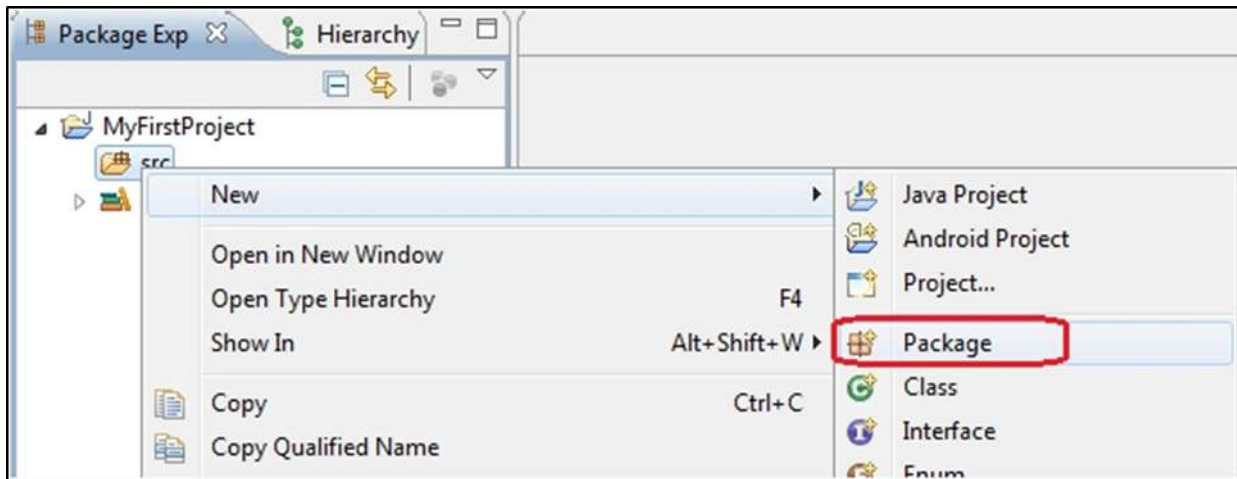 Package Exp
Hierarchy
MyFirstProject
src
New
Open in New Window
Open Type Hierarchy F4
Show In Alt+Shift+W
Copy Ctrl+C
Copy Qualified Name
Java Project
Android Project
Project...
Package
Class
Interface
Enum